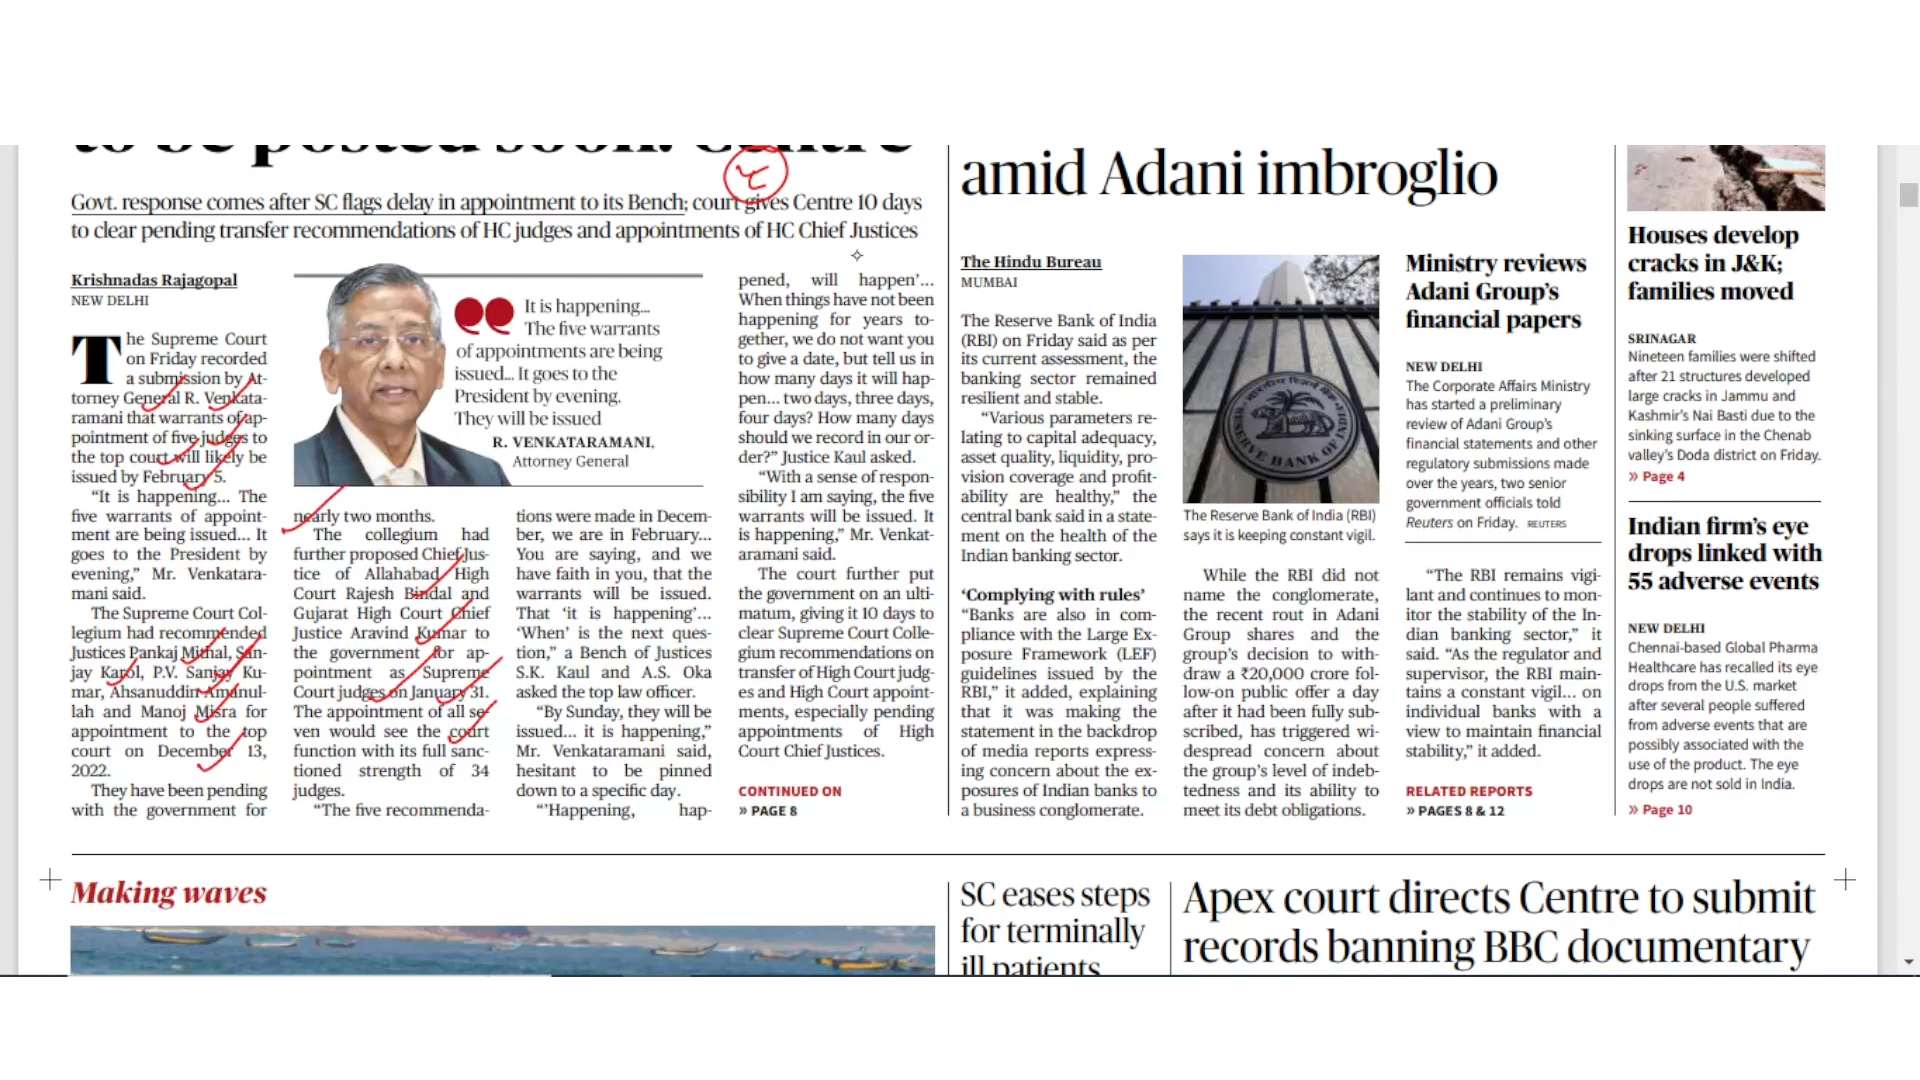 to be posted soon: Centre
Govt. response comes after SC flags delay in appointment to its Bench; court gives Centre 10 days
to clear pending transfer recommendations of HC judges and appointments of HC Chief Justices
Krishnadas Rajagopal
NEW DELHI
The Supreme Court
on Friday recorded
a submission by At-
torney General R. Venkata-
ramani that warrants of ap-
pointment of five judges to
the top court will likely be
issued by February 5.
“It is happening... The
five warrants of appoint-
ment are being issued... It
goes to the President by
evening,” Mr. Venkatara-
mani said.
The Supreme Court Col-
legium had recommended
Justices Pankaj Mithal, San-
jay Karol, P.V. Sanjay Ku-
mar, Ahsanuddin Amanul-
lah and Manoj Misra for
appointment to the top
court on December 13,
2022.
They have been pending
with the government for
It is happening...
The five warrants
of appointments are being
issued... It goes to the
President by evening.
They will be issued
R. VENKATARAMANI,
Attorney General
nearly two months.
The collegium had
further proposed Chief Jus-
tice of Allahabad High
Court Rajesh Bindal and
Gujarat High Court Chief
Justice Aravind Kumar to
the government for ap-
pointment as Supreme
Court judges on January 31.
The appointment of all se-
ven would see the court
function with its full sanc-
tioned strength of 34
judges.
“The five recommenda-
tions were made in Decem-
ber, we are in February...
You are saying, and we
have faith in you, that the
warrants will be issued.
That ‘it is happening’...
‘When’ is the next ques-
tion,” a Bench of Justices
S.K. Kaul and A.S. Oka
asked the top law officer.
“By Sunday, they will be
issued... it is happening,”
Mr. Venkataramani said,
hesitant to be pinned
down to a specific day.
“‘Happening, hap-
pened, will happen’...
When things have not been
happening for years to-
gether, we do not want you
to give a date, but tell us in
how many days it will hap-
pen... two days, three days,
four days? How many days
should we record in our or-
der?” Justice Kaul asked.
“With a sense of respon-
sibility I am saying, the five
warrants will be issued. It
is happening,” Mr. Venkat-
aramani said.
The court further put
the government on an ulti-
matum, giving it 10 days to
clear Supreme Court Colle-
gium recommendations on
transfer of High Court judg-
es and High Court appoint-
ments, especially pending
appointments of High
Court Chief Justices.
CONTINUED ON
» PAGE 8
amid Adani imbroglio
The Hindu Bureau
MUMBAI
The Reserve Bank of India
(RBI) on Friday said as per
its current assessment, the
banking sector remained
resilient and stable.
“Various parameters re-
lating to capital adequacy,
asset quality, liquidity, pro-
vision coverage and profit-
ability are healthy,” the
central bank said in a state-
ment on the health of the
Indian banking sector.
‘Complying with rules’
“Banks are also in com-
pliance with the Large Ex-
posure Framework (LEF)
guidelines issued by the
RBI,” it added, explaining
that it was making the
statement in the backdrop
of media reports express-
ing concern about the ex-
posures of Indian banks to
a business conglomerate.
RESERVE BANK OF INDIA
The Reserve Bank of India (RBI)
says it is keeping constant vigil.
While the RBI did not
name the conglomerate,
the recent rout in Adani
Group shares and the
group’s decision to with-
draw a ₹20,000 crore fol-
low-on public offer a day
after it had been fully sub-
scribed, has triggered wi-
despread concern about
the group’s level of indeb-
tedness and its ability to
meet its debt obligations.
Ministry reviews
Adani Group’s
financial papers
NEW DELHI
The Corporate Affairs Ministry
has started a preliminary
review of Adani Group’s
financial statements and other
regulatory submissions made
over the years, two senior
government officials told
Reuters on Friday. REUTERS
“The RBI remains vigi-
lant and continues to mon-
itor the stability of the In-
dian banking sector,” it
said. “As the regulator and
supervisor, the RBI main-
tains a constant vigil... on
individual banks with a
view to maintain financial
stability,” it added.
RELATED REPORTS
» PAGES 8 & 12
Houses develop
cracks in J&K;
families moved
SRINAGAR
Nineteen families were shifted
after 21 structures developed
large cracks in Jammu and
Kashmir’s Nai Basti due to the
sinking surface in the Chenab
valley’s Doda district on Friday.
» Page 4
Indian firm’s eye
drops linked with
55 adverse events
NEW DELHI
Chennai-based Global Pharma
Healthcare has recalled its eye
drops from the U.S. market
after several people suffered
from adverse events that are
possibly associated with the
use of the product. The eye
drops are not sold in India.
» Page 10
Making waves
SC eases steps
for terminally
ill patients
Apex court directs Centre to submit
records banning BBC documentary